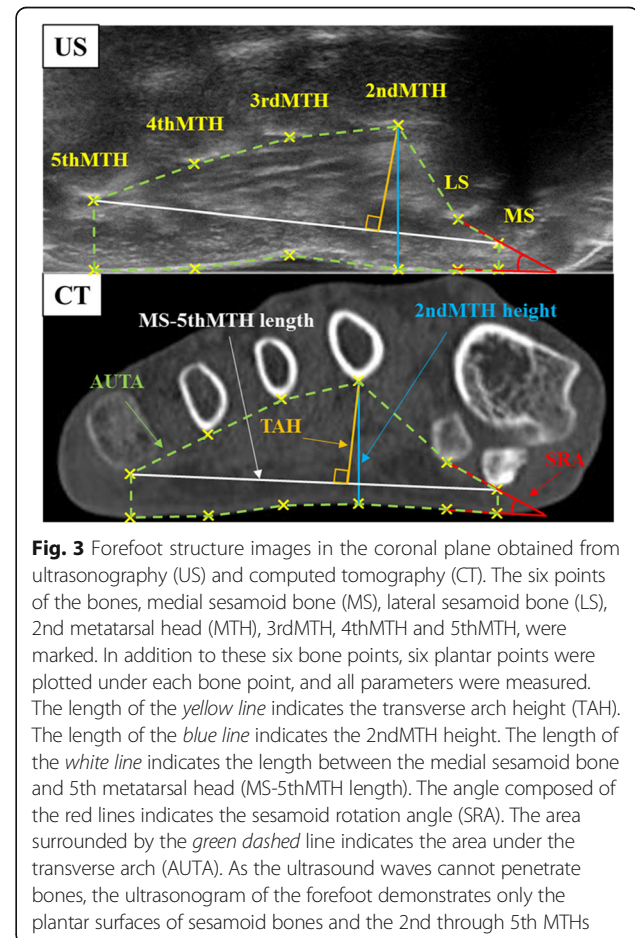 US
2ndMTH
3rdMTH
4thMTH
5thMTH
LS
MS
CT
MS-5thMTH length
2ndMTH height
AUTA
TAH
SRA
Fig. 3 Forefoot structure images in the coronal plane obtained from
ultrasonography (US) and computed tomography (CT). The six points
of the bones, medial sesamoid bone (MS), lateral sesamoid bone (LS),
2nd metatarsal head (MTH), 3rdMTH, 4thMTH and 5thMTH, were
marked. In addition to these six bone points, six plantar points were
plotted under each bone point, and all parameters were measured.
The length of the yellow line indicates the transverse arch height (TAH).
The length of the blue line indicates the 2ndMTH height. The length of
the white line indicates the length between the medial sesamoid bone
and 5th metatarsal head (MS-5thMTH length). The angle composed of
the red lines indicates the sesamoid rotation angle (SRA). The area
surrounded by the green dashed line indicates the area under the
transverse arch (AUTA). As the ultrasound waves cannot penetrate
bones, the ultrasonogram of the forefoot demonstrates only the
plantar surfaces of sesamoid bones and the 2nd through 5th MTHs